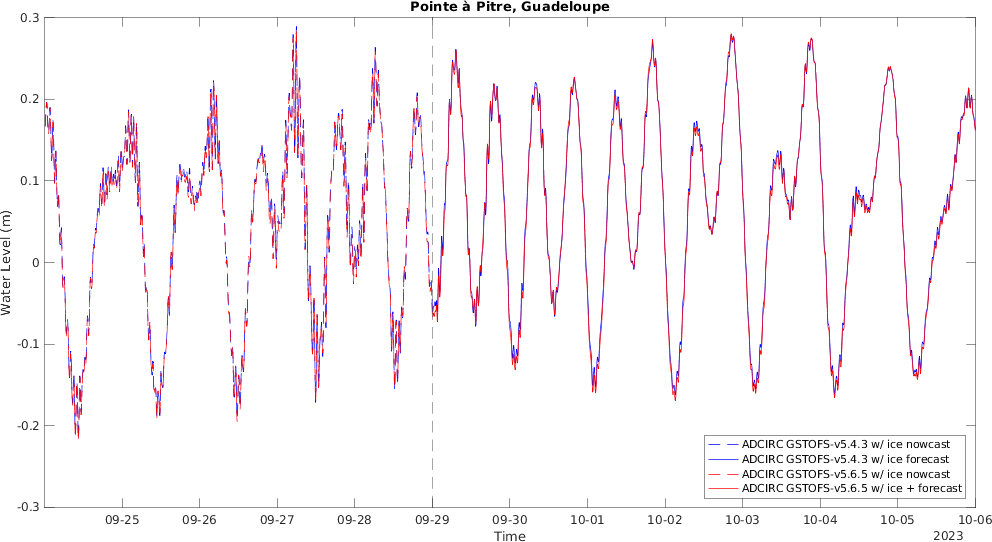 Pointe à Pitre, Guadeloupe
0.3
0.2
0.1
0
-0.1
-0.2
-0.3
Water Level (m)
09-25 09-26 09-27 09-28 09-29 09-30 10-01 10-02 10-03 10-04 10-05 10-06
Time
2023
ADCIRC GSTOFS-v5.4.3 w/ ice nowcast
ADCIRC GSTOFS-v5.4.3 w/ ice forecast
ADCIRC GSTOFS-v5.6.5 w/ ice nowcast
ADCIRC GSTOFS-v5.6.5 w/ ice + forecast